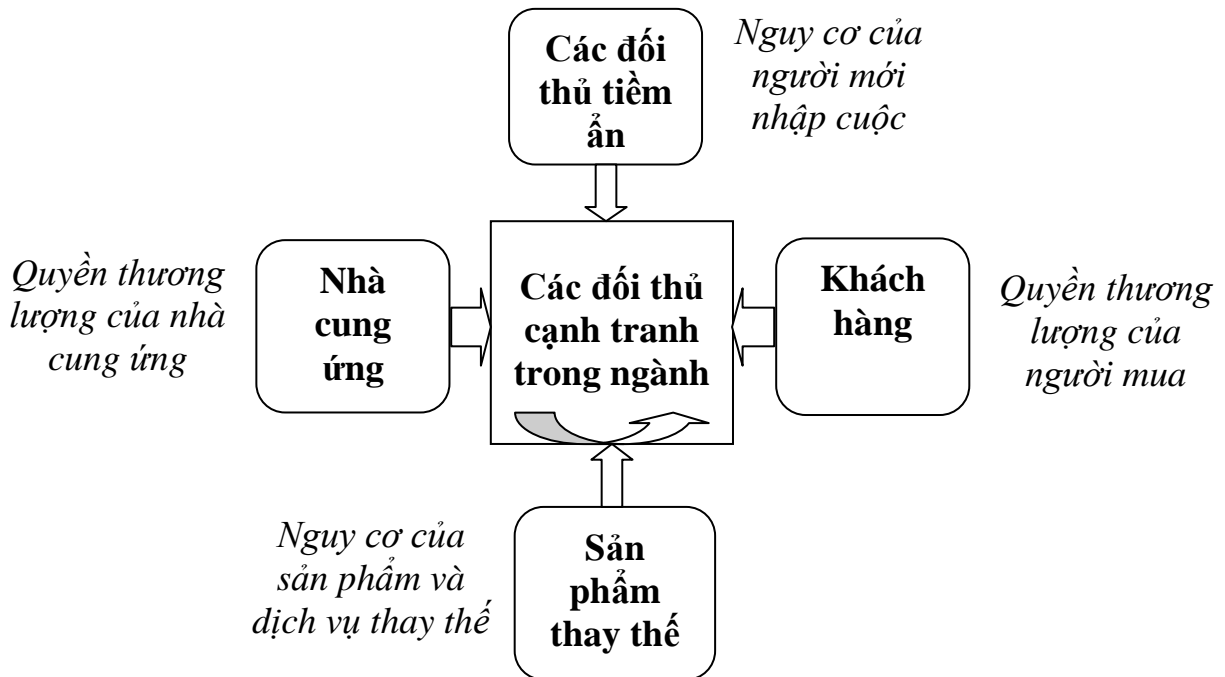 Các đối
thủ tiềm
ẩn
Nguy cơ của
người mới
nhập cuộc
Quyền thương
lượng của nhà
cung ứng
Nhà
cung
ứng
Các đối thủ
cạnh tranh
trong ngành
Khách
hàng
Quyền thương
lượng của
người mua
Nguy cơ của
sản phẩm và
dịch vụ thay thế
Sản
phẩm
thay thế